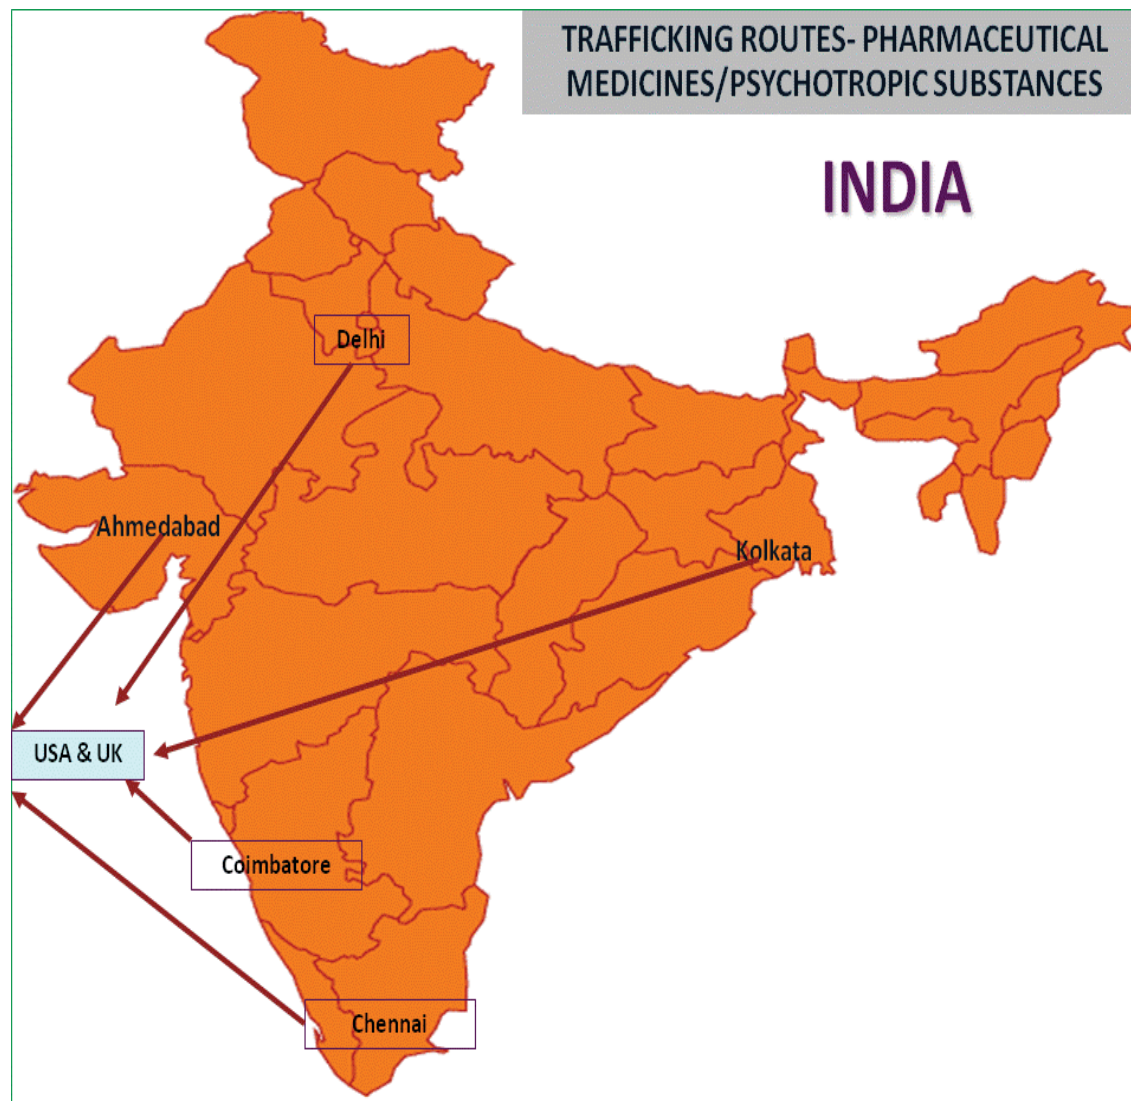 TRAFFICKING ROUTES- PHARMACEUTICAL
MEDICINES/PSYCHOTROPIC SUBSTANCES
INDIA
Delhi
Ahmedabad
Kolkata
USA & UK
Coimbatore
Chennai